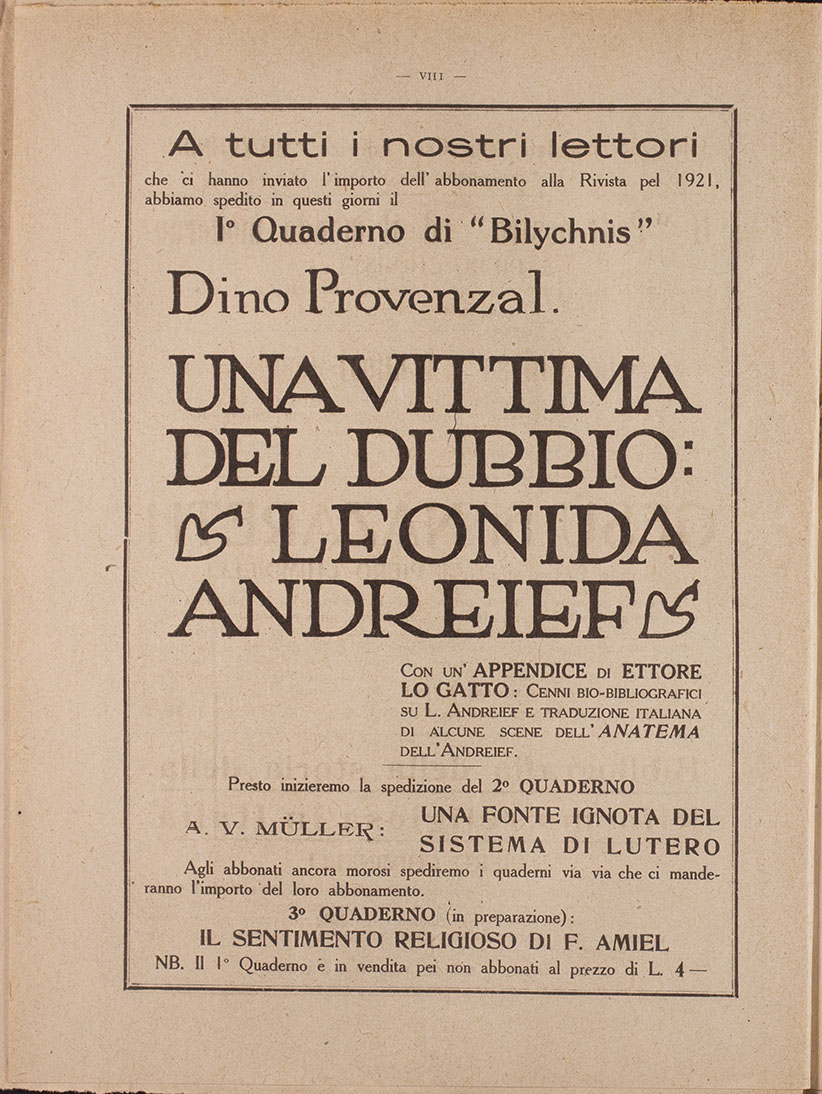 — VIII —
A tutti i nostri lettori
che ci hanno inviato l'importo dell'abbonamento alla Rivista pel 1921,
abbiamo spedito in questi giorni il
1º Quaderno di "Bilychnis"
Dino Provenzal.
UNA VITTIMA
DEL DUBBIO:
LEONIDA
ANDREIEF
CON UN' APPENDICE DI ETTORE
LO GATTO: CENNI BIO-BIBLIOGRAFICI
SU L. ANDREIEF E TRADUZIONE ITALIANA
DI ALCUNE SCENE DELL'ANATEMA
DELL'ANDREIEF.
Presto inizieremo la spedizione del 2º QUADERNO
A. V. MÜLLER: UNA FONTE IGNOTA DEL
SISTEMA DI LUTERO
Agli abbonati ancora morosi spediremo i quaderni via via che ci mande-
ranno l'importo del loro abbonamento.
3º QUADERNO (in preparazione):
IL SENTIMENTO RELIGIOSO DI F. AMIEL
NB. Il 1º Quaderno è in vendita pei non abbonati al prezzo di L. 4 —